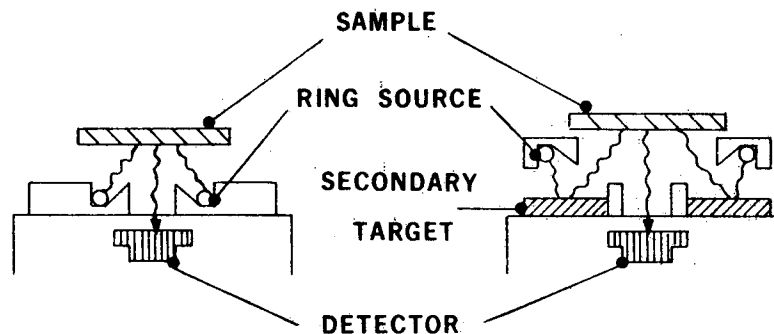 SAMPLE
RING SOURCE
SECONDARY
TARGET
DETECTOR